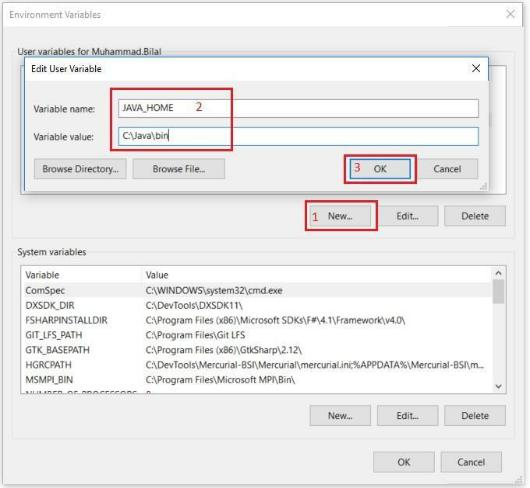 Environment Variables
User variables for Muhammad.Bilal
Edit User Variable
Variable name: JAVA_HOME 2
Variable value: C:\Java\bin
Browse Directory... Browse File... 3 OK Cancel
1 New... Edit... Delete
System variables
Variable Value
ComSpec C:\WINDOWS\system32\cmd.exe
DXSDK_DIR C:\DevTools\DXSDK11\
FSHARPINSTALLDIR C:\Program Files (x86)\Microsoft SDKs\F#\4.1\Framework\v4.0\
GIT_LFS_PATH C:\Program Files\Git LFS
GTK_BASEPATH C:\Program Files (x86)\GtkSharp\2.12\
HGRCPATH C:\DevTools\Mercurial-BSI\Mercurial\mercurial.ini;%APPDATA%\Mercurial-BSI\m...
MSMPI_BIN C:\Program Files\Microsoft MPI\Bin\
NUMBER_OF_PROCESSORS
New... Edit... Delete
OK Cancel